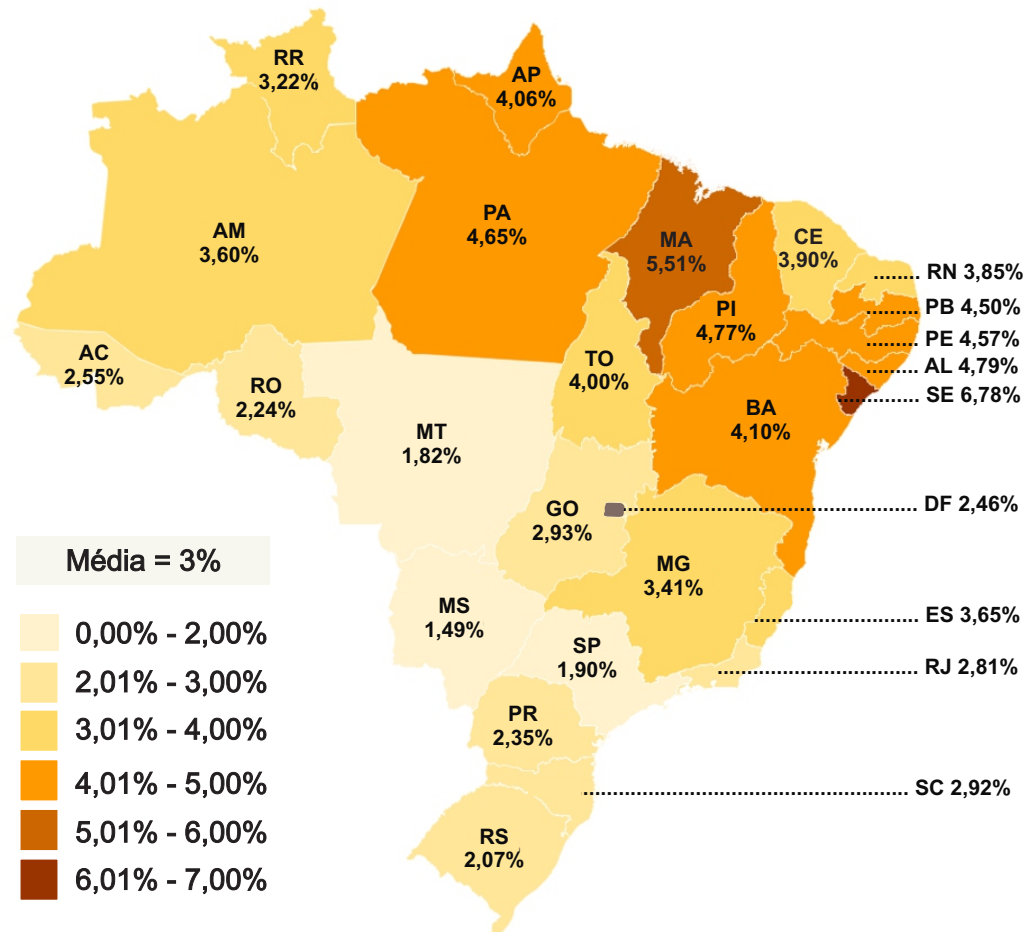 RR
3,22%
AP
4,06%
AM
3,60%
PA
4,65%
MA
5,51%
CE
3,90%
RN 3,85%
PB 4,50%
PI
4,77%
PE 4,57%
AL 4,79%
SE 6,78%
AC
2,55%
RO
2,24%
TO
4,00%
BA
4,10%
MT
1,82%
DF 2,46%
GO
2,93%
MG
3,41%
Média = 3%
MS
1,49%
ES 3,65%
SP
1,90%
RJ 2,81%
PR
2,35%
SC 2,92%
RS
2,07%
0,00% - 2,00%
2,01% - 3,00%
3,01% - 4,00%
4,01% - 5,00%
5,01% - 6,00%
6,01% - 7,00%